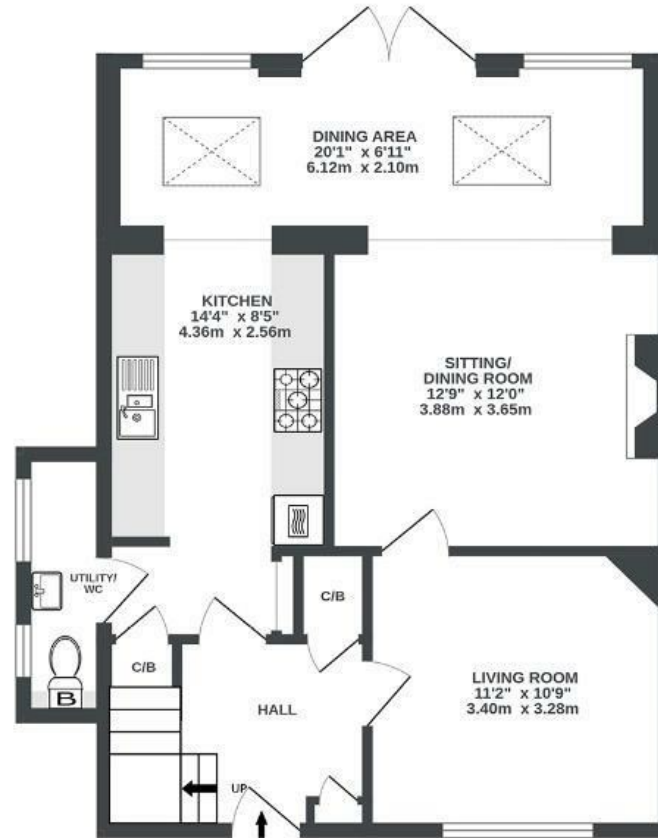 DINING AREA
20'1" x 6'11"
6.12m x 2.10m
KITCHEN
14'4" x 8'5"
4.36m x 2.56m
SITTING/
DINING ROOM
12'9" x 12'0"
3.88m x 3.65m
UTILITY/
WC
C/B
C/B
B
HALL
LIVING ROOM
11'2" x 10'9"
3.40m x 3.28m
UP